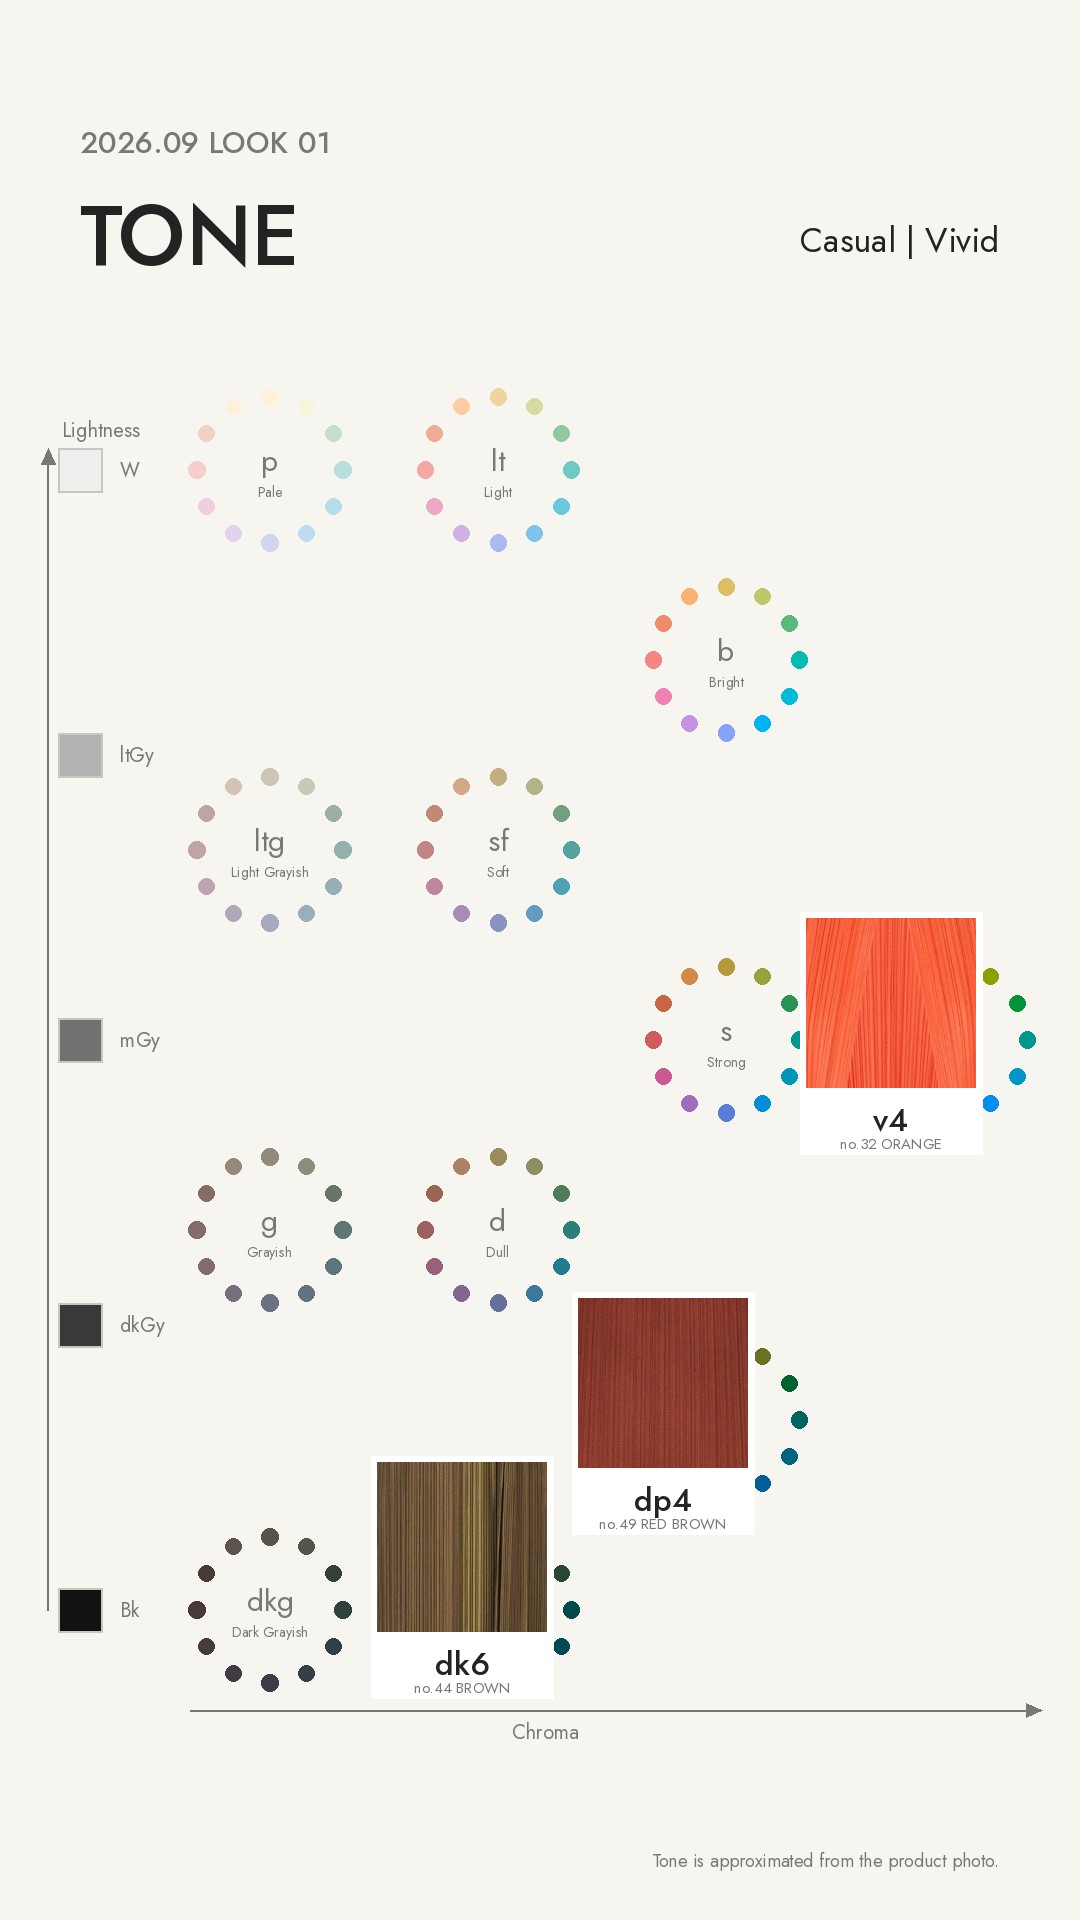 2026.09 LOOK 01
TONE
Casual | Vivid
Lightness
W
p
Pale
lt
Light
b
Bright
ltGy
ltg
Light Grayish
sf
Soft
mGy
s
Strong
v4
no.32 ORANGE
g
Grayish
d
Dull
dkGy
dp4
no.49 RED BROWN
Bk
dkg
Dark Grayish
dk6
no.44 BROWN
Chroma
Tone is approximated from the product photo.